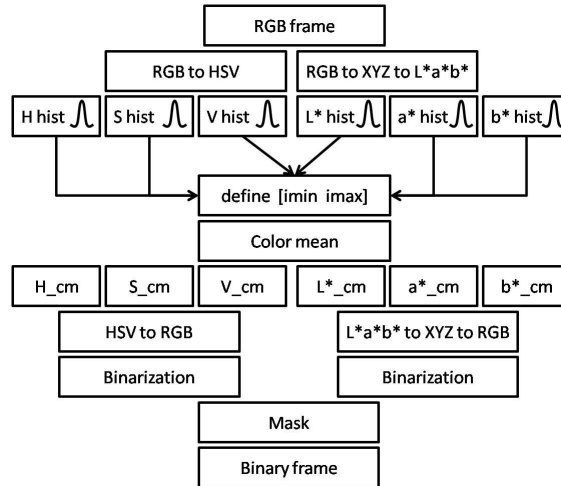 RGB frame
RGB to HSV
RGB to XYZ to L*a*b*
H hist
S hist
V hist
L* hist
a* hist
b* hist
define [imin imax]
Color mean
H_cm
S_cm
V_cm
L*_cm
a*_cm
b*_cm
HSV to RGB
L*a*b* to XYZ to RGB
Binarization
Binarization
Mask
Binary frame